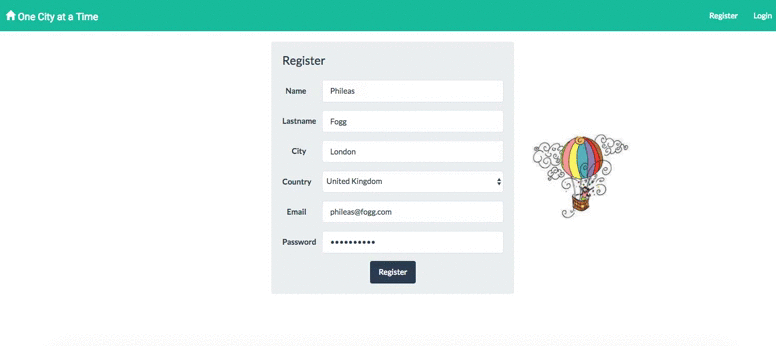 One City at a Time
Register
Login
Register
Name
Phileas
Lastname
Fogg
City
London
Country
United Kingdom
Email
phileas@fogg.com
Password
••••••••••
Register